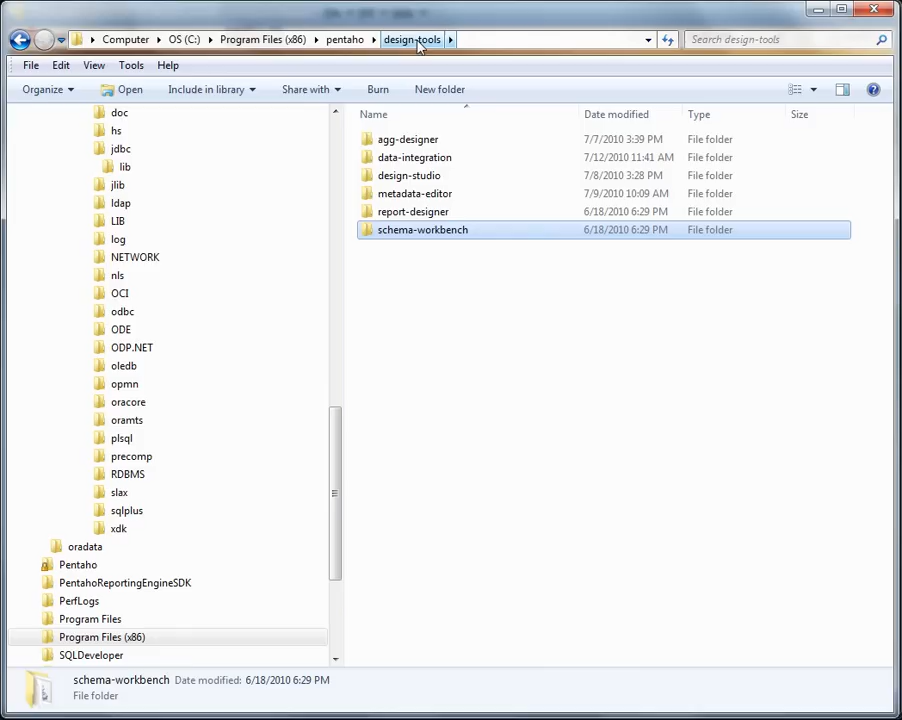 Computer OS (C:) Program Files (x86) pentaho design-tools Search design-tools
File Edit View Tools Help
Organize Open Include in library Share with Burn New folder
Name Date modified Type Size
agg-designer 7/7/2010 3:39 PM File folder
data-integration 7/12/2010 11:41 AM File folder
design-studio 7/8/2010 3:28 PM File folder
metadata-editor 7/9/2010 10:09 AM File folder
report-designer 6/18/2010 6:29 PM File folder
schema-workbench 6/18/2010 6:29 PM File folder
doc
hs
jdbc
lib
jlib
ldap
LIB
log
NETWORK
nls
OCI
odbc
ODE
ODP.NET
oledb
opmn
oracore
oramts
plsql
precomp
RDBMS
slax
sqlplus
xdk
oradata
Pentaho
PentahoReportingEngineSDK
PerfLogs
Program Files
Program Files (x86)
SQLDeveloper
schema-workbench Date modified: 6/18/2010 6:29 PM
File folder